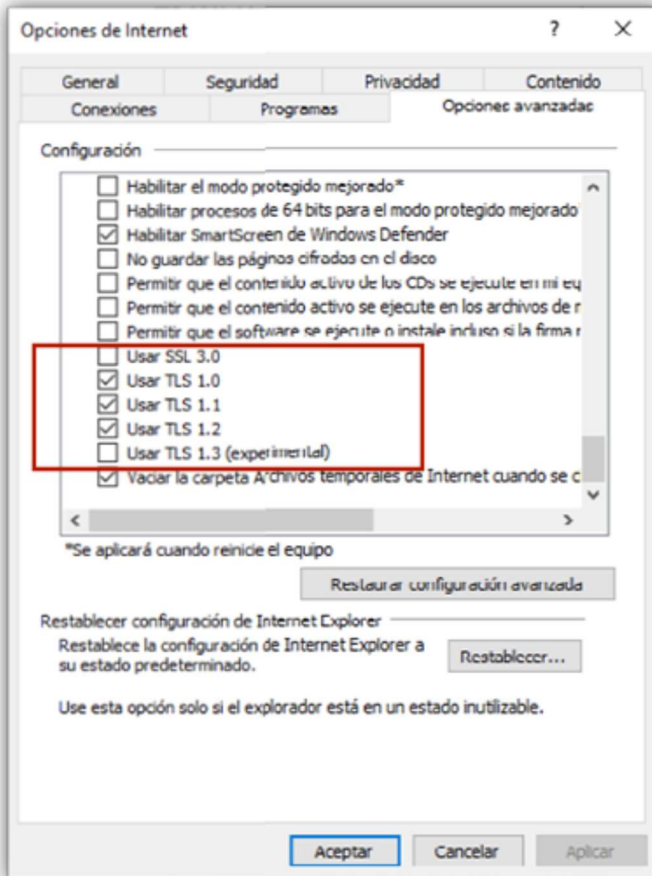 Opciones de Internet ? ×
General Seguridad Privacidad Contenido
Conexiones Programas Opciones avanzadas
Configuración
Habilitar el modo protegido mejorado*
Habilitar procesos de 64 bits para el modo protegido mejorado*
Habilitar SmartScreen de Windows Defender
No guardar las páginas cifradas en el disco
Permitir que el contenido activo de los CDs se ejecute en mi eq
Permitir que el contenido activo se ejecute en los archivos de m
Permitir que el software se ejecute o instale incluso si la firma n
Usar SSL 3.0
Usar TLS 1.0
Usar TLS 1.1
Usar TLS 1.2
Usar TLS 1.3 (experimental)
Vaciar la carpeta Archivos temporales de Internet cuando se c
*Se aplicará cuando reinicie el equipo
Restaurar configuración avanzada
Restablecer configuración de Internet Explorer
Restablece la configuración de Internet Explorer a
su estado predeterminado.
Restablecer...
Use esta opción solo si el explorador está en un estado inutilizable.
Aceptar Cancelar Aplicar